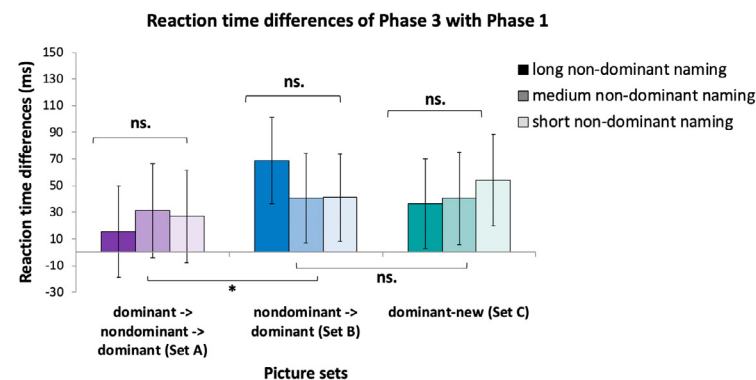 Reaction time differences of Phase 3 with Phase 1
Reaction time differences (ms)
150
130
110
90
70
50
30
10
-10
-30
ns.
ns.
ns.
*
ns.
long non-dominant naming
medium non-dominant naming
short non-dominant naming
dominant ->
nondominant ->
dominant (Set A)
nondominant ->
dominant (Set B)
dominant-new (Set C)
Picture sets